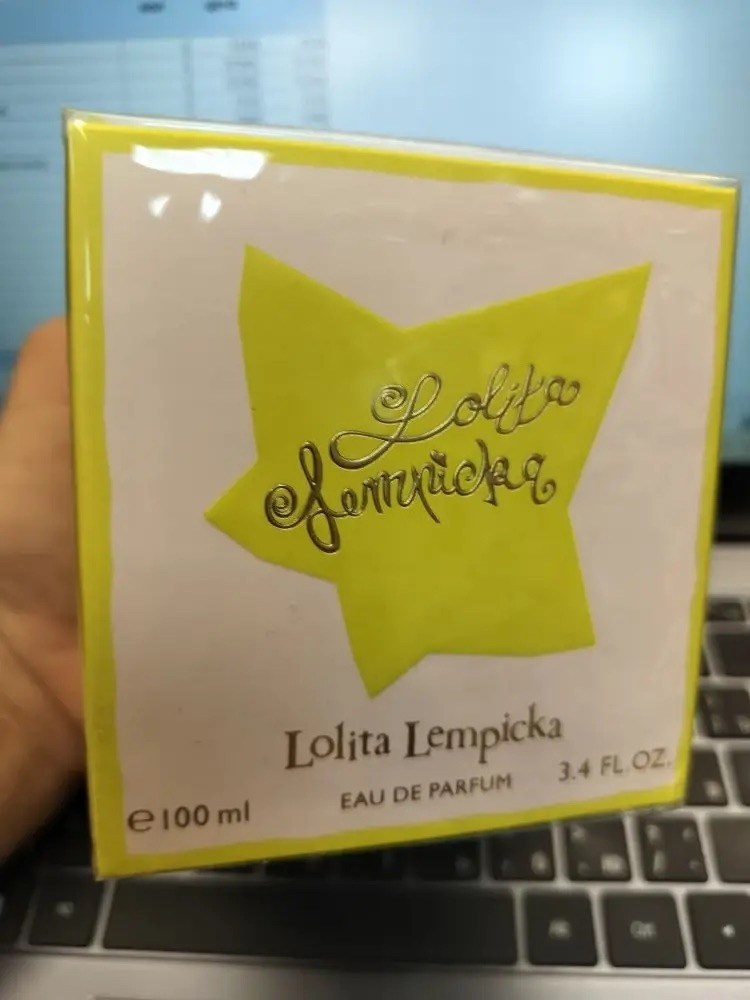 Lolita
Lempicka
Lolita Lempicka
EAU DE PARFUM
℮100 ml
3.4 FL.OZ.